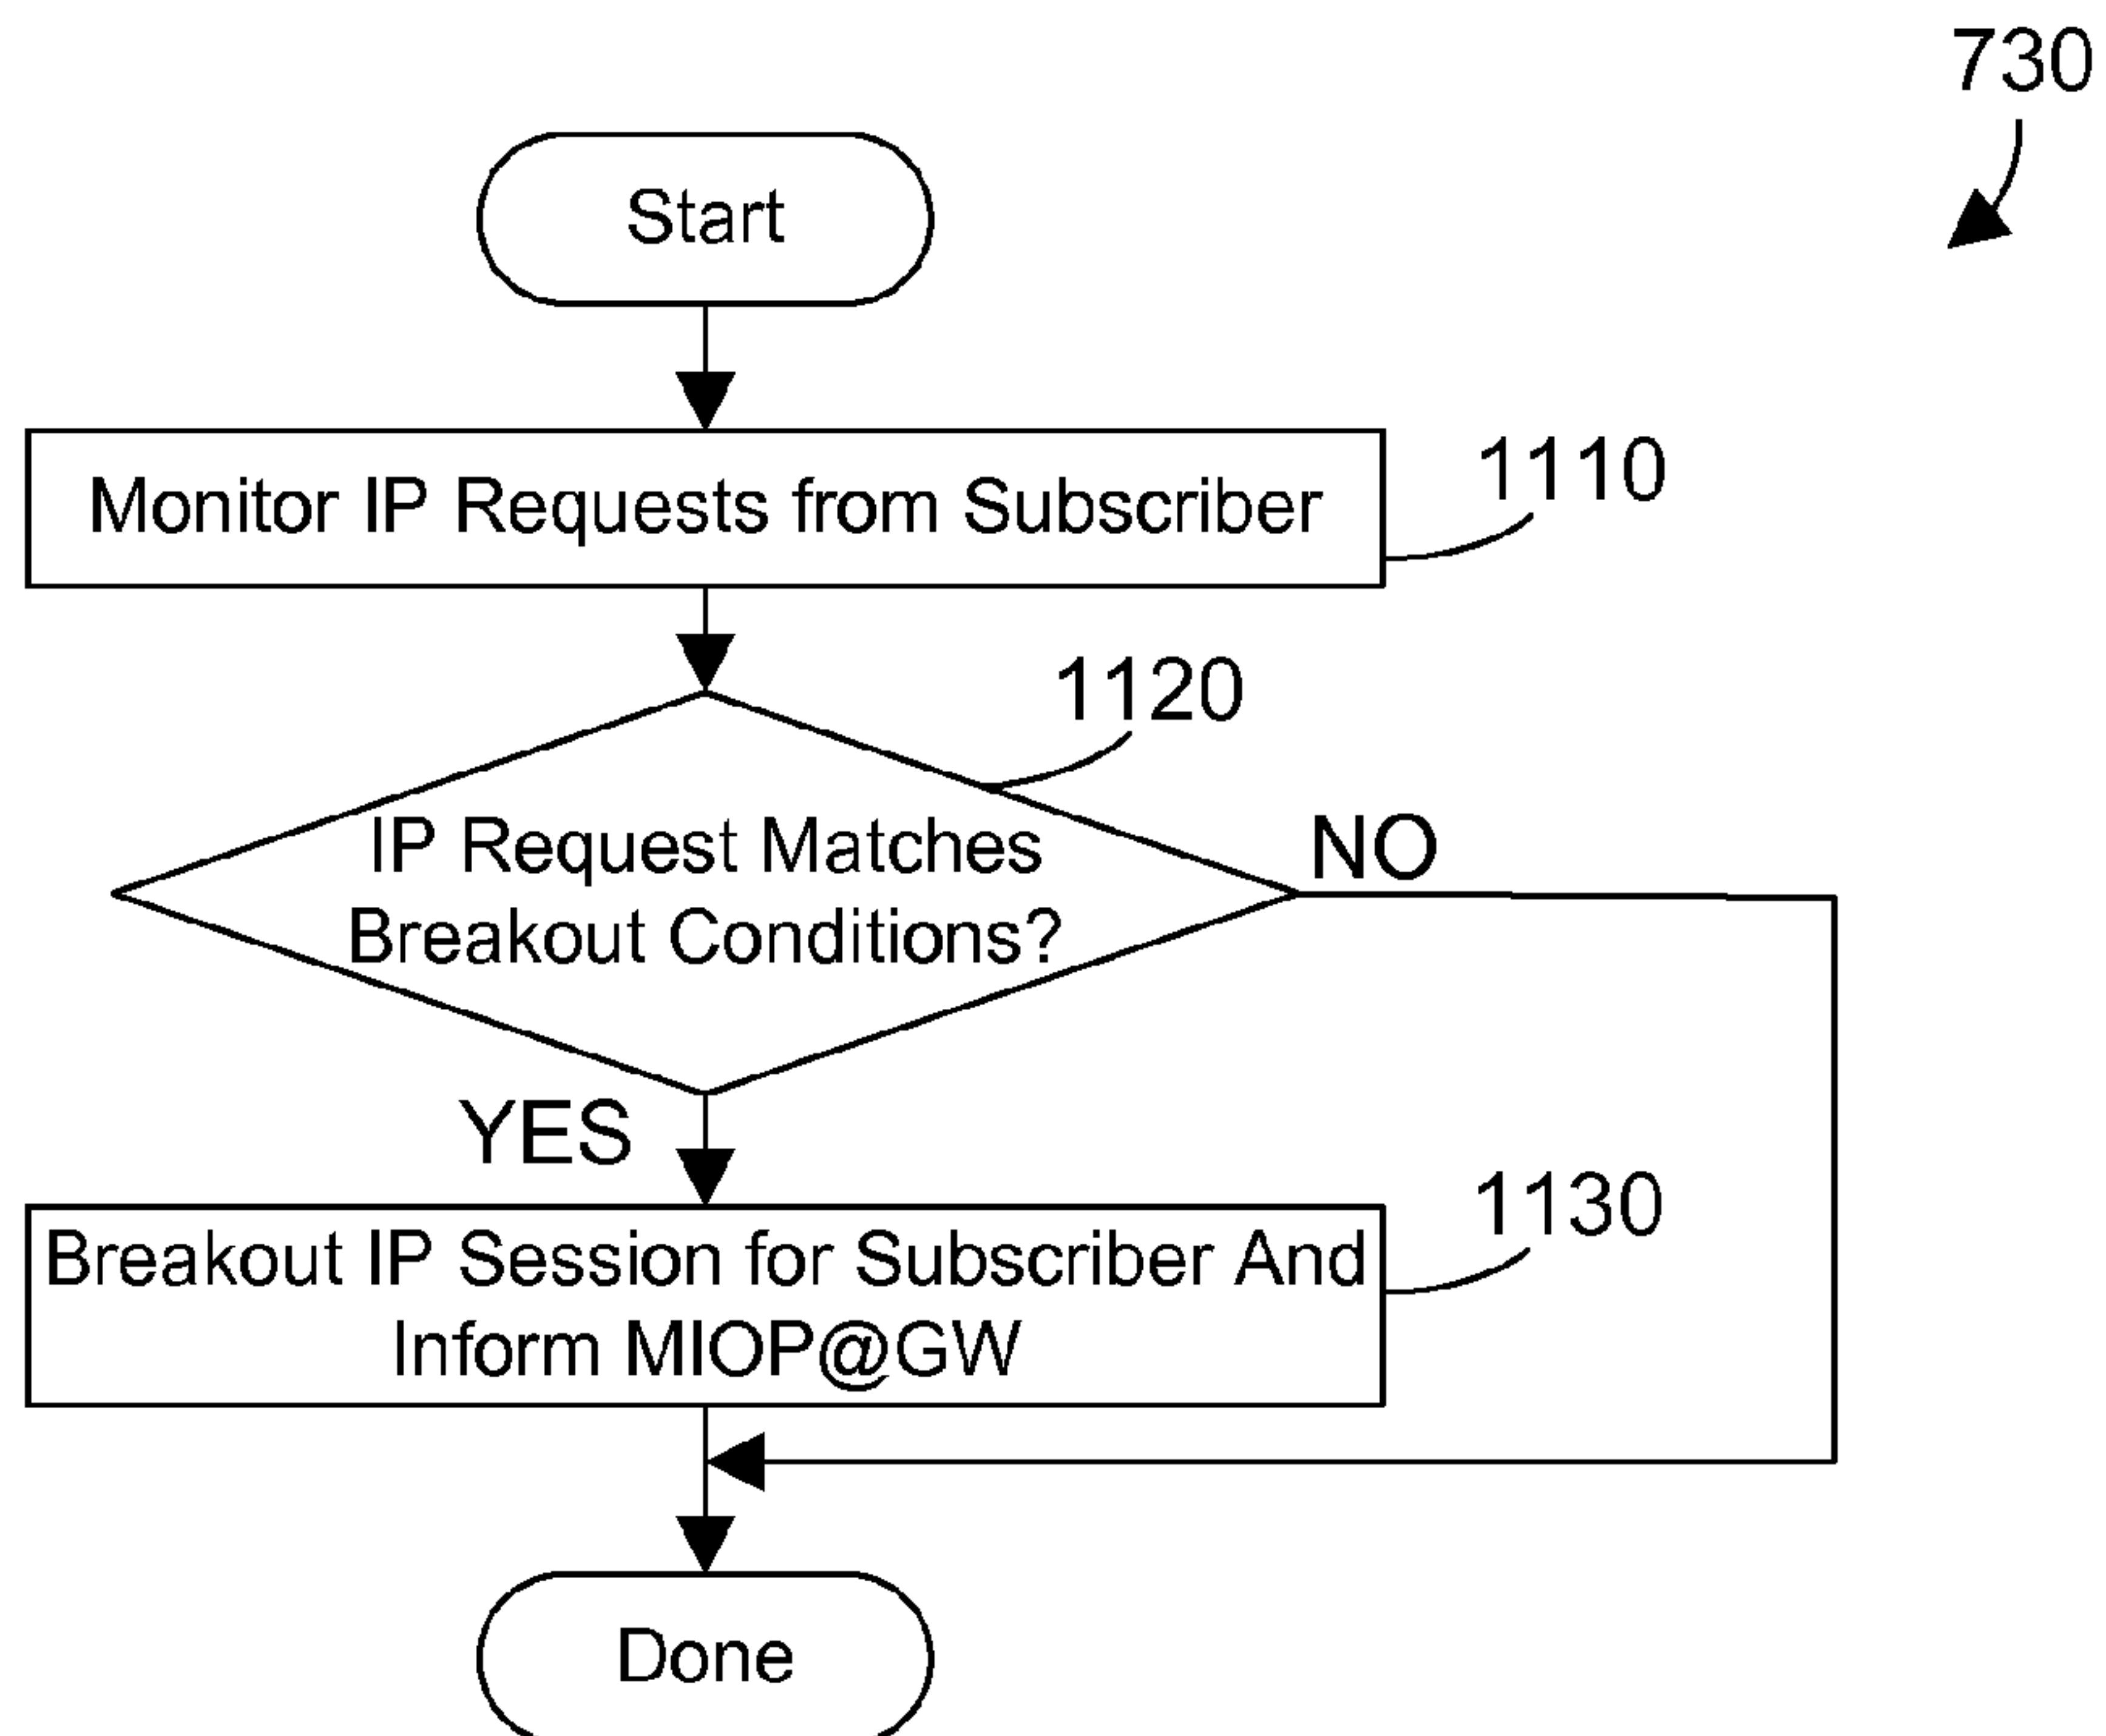 730
Start
Monitor IP Requests from Subscriber
1110
1120
IP Request Matches
Breakout Conditions?
NO
YES
1130
Breakout IP Session for Subscriber And
Inform MIOP@GW
Done